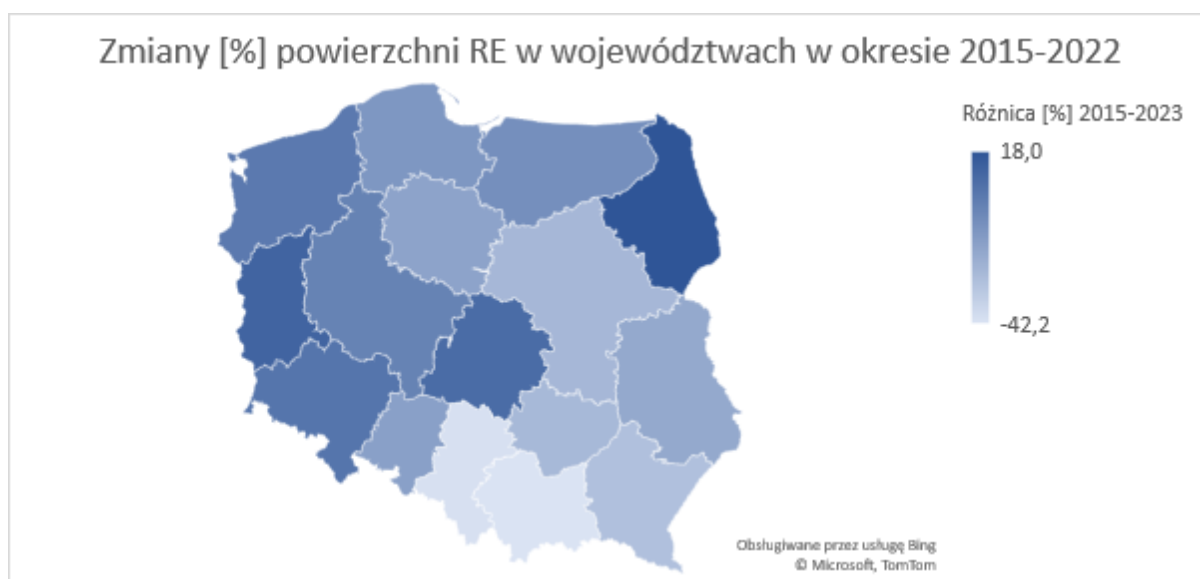 Zmiany [%] powierzchni RE w województwach w okresie 2015-2022
Różnica [%] 2015-2023
18,0
-42,2
Obsługiwane przez usługę Bing
© Microsoft, TomTom